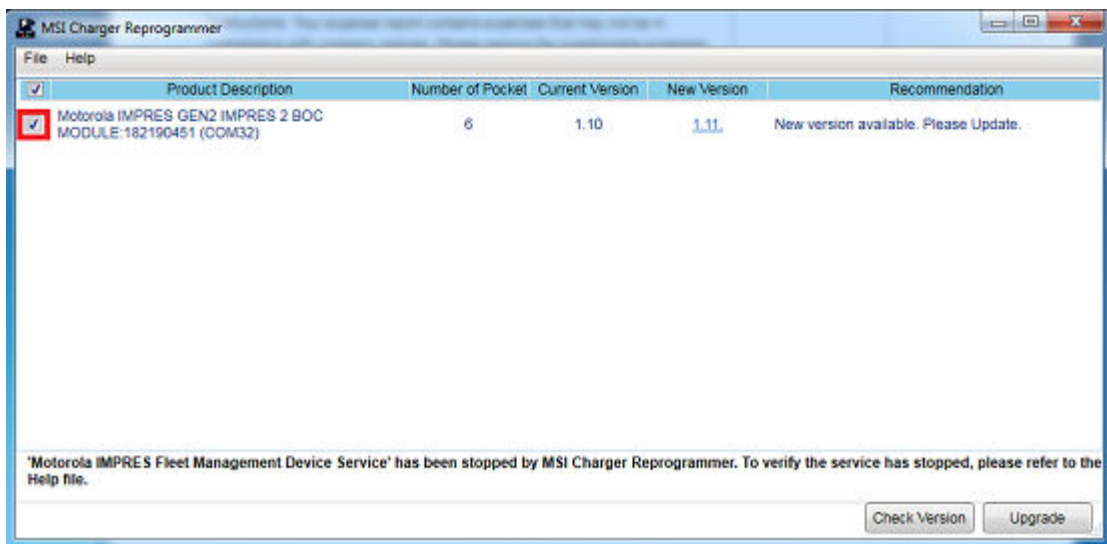 MSI Charger Reprogrammer
File Help
Product Description Number of Pocket Current Version New Version Recommendation
Motorola IMPRES GEN2 IMPRES 2 BOC
MODULE:182190451 (COM32) 6 1.10 1.11. New version available. Please Update.
'Motorola IMPRES Fleet Management Device Service' has been stopped by MSI Charger Reprogrammer. To verify the service has stopped, please refer to the
Help file.
Check Version Upgrade